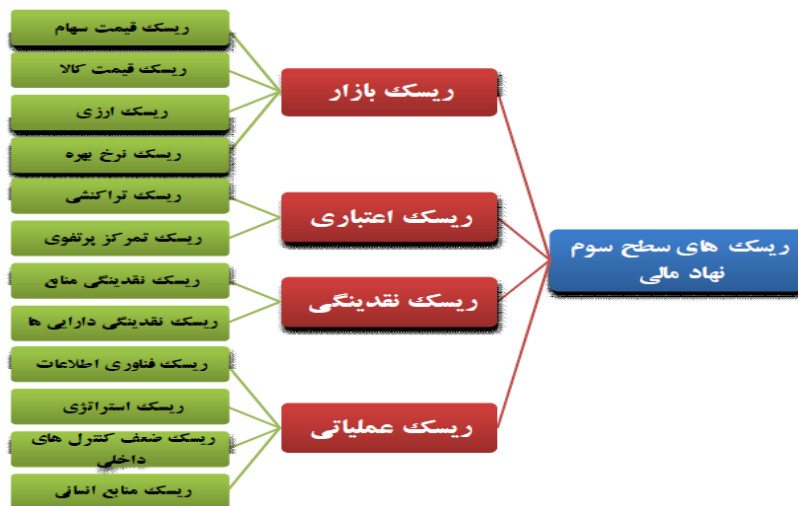 ریسک های سطح سوم
نهاد مالی
ریسک بازار
ریسک قیمت سهام
ریسک قیمت کالا
ریسک ارزی
ریسک نرخ بهره
ریسک اعتباری
ریسک تراکنشی
ریسک تمرکز پرتفوی
ریسک نقدینگی
ریسک نقدینگی منابع
ریسک نقدینگی دارایی ها
ریسک عملیاتی
ریسک فناوری اطلاعات
ریسک استراتژی
ریسک ضعف کنترل های
داخلی
ریسک منابع انسانی